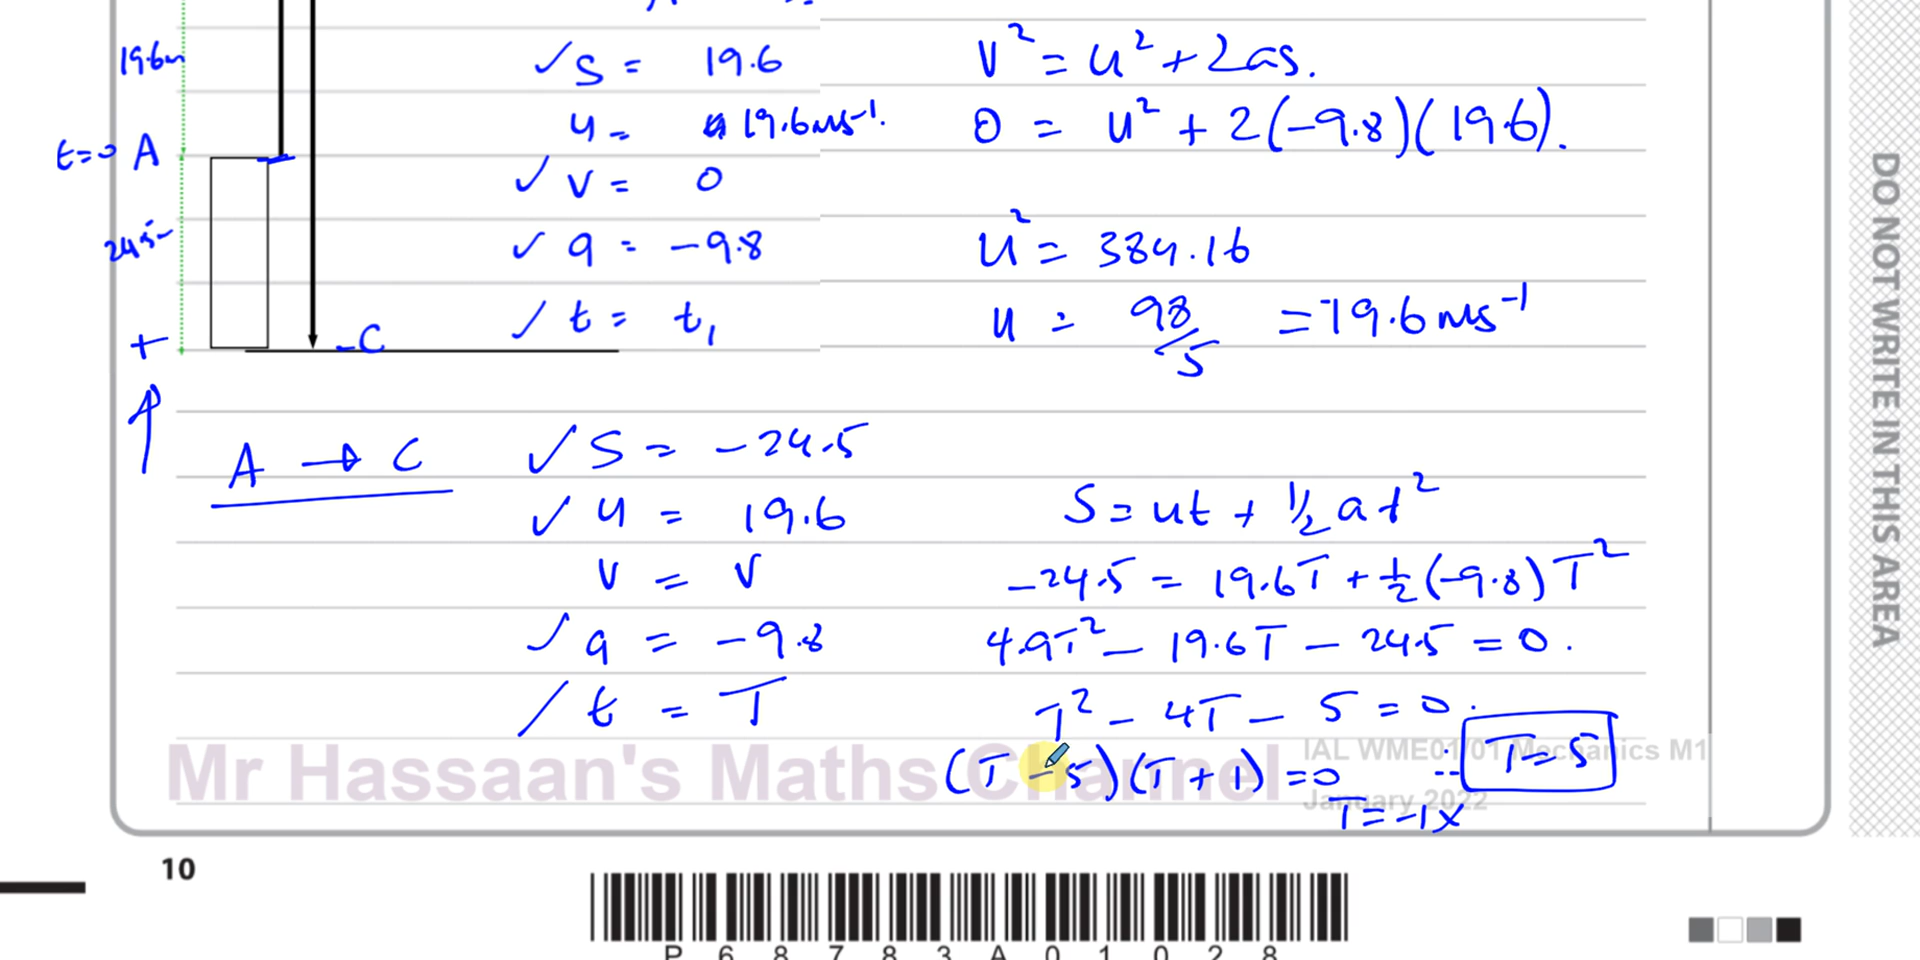 19.6m
S = 19.6
u = 19.6ms⁻¹.
t=0 A
v = 0
24.5
a = -9.8
t = t₁
+
C
v² = u² + 2as.
0 = u² + 2(-9.8)(19.6).
u² = 384.16
u = 98/5 = 19.6ms⁻¹
A → C
S = -24.5
u = 19.6
v = v
a = -9.8
t = T
S = ut + ½at²
-24.5 = 19.6T + ½(-9.8)T²
4.9T² - 19.6T - 24.5 = 0.
T² - 4T - 5 = 0.
(T - 5)(T + 1) = 0
T = 5
T = -1 ×
Mr Hassaan's Maths Channel
IAL WME01/01 Mechanics M1
January 2022
DO NOT WRITE IN THIS AREA
10
P 6 8 7 8 3 A 0 1 0 2 8